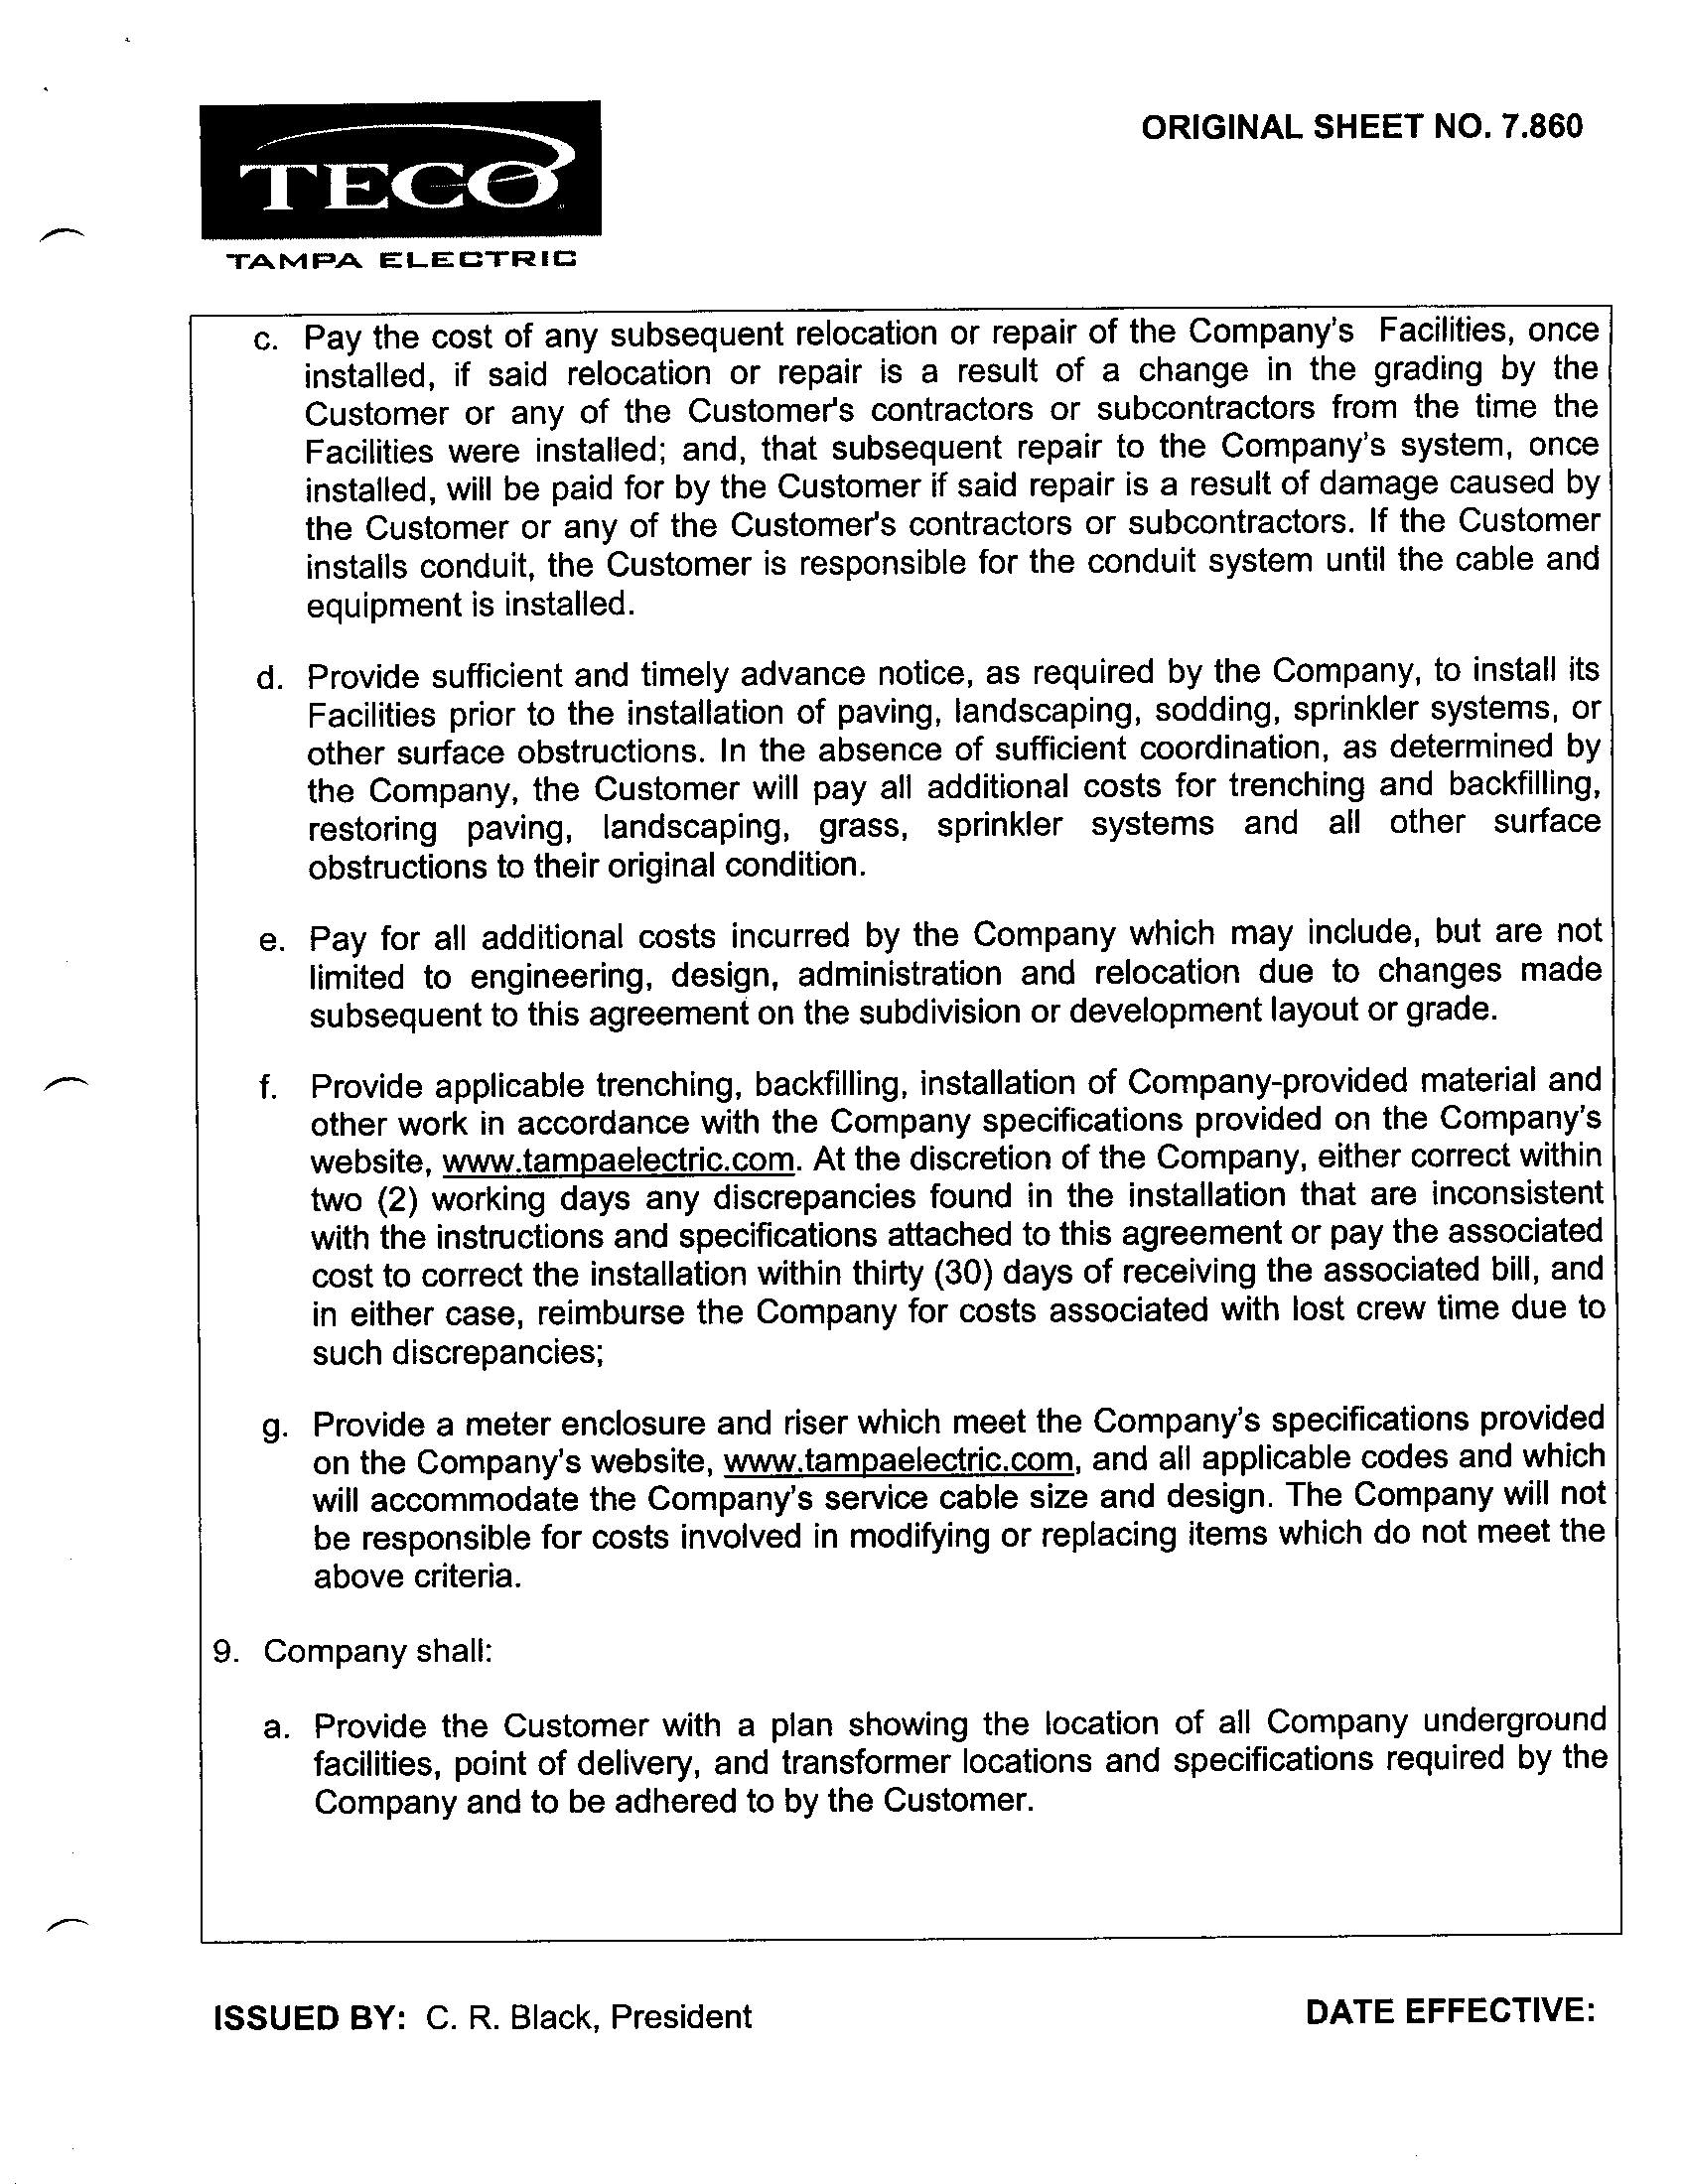 ORIGINAL SHEET NO. 7.860
TECO
TAMPA ELECTRIC
c. Pay the cost of any subsequent relocation or repair of the Company's Facilities, once
installed, if said relocation or repair is a result of a change in the grading by the
Customer or any of the Customer's contractors or subcontractors from the time the
Facilities were installed; and, that subsequent repair to the Company's system, once
installed, will be paid for by the Customer if said repair is a result of damage caused by
the Customer or any of the Customer's contractors or subcontractors. If the Customer
installs conduit, the Customer is responsible for the conduit system until the cable and
equipment is installed.
d. Provide sufficient and timely advance notice, as required by the Company, to install its
Facilities prior to the installation of paving, landscaping, sodding, sprinkler systems, or
other surface obstructions. In the absence of sufficient coordination, as determined by
the Company, the Customer will pay all additional costs for trenching and backfilling,
restoring paving, landscaping, grass, sprinkler systems and all other surface
obstructions to their original condition.
e. Pay for all additional costs incurred by the Company which may include, but are not
limited to engineering, design, administration and relocation due to changes made
subsequent to this agreement on the subdivision or development layout or grade.
f. Provide applicable trenching, backfilling, installation of Company-provided material and
other work in accordance with the Company specifications provided on the Company's
website, www.tampaelectric.com. At the discretion of the Company, either correct within
two (2) working days any discrepancies found in the installation that are inconsistent
with the instructions and specifications attached to this agreement or pay the associated
cost to correct the installation within thirty (30) days of receiving the associated bill, and
in either case, reimburse the Company for costs associated with lost crew time due to
such discrepancies;
g. Provide a meter enclosure and riser which meet the Company's specifications provided
on the Company's website, www.tampaelectric.com, and all applicable codes and which
will accommodate the Company's service cable size and design. The Company will not
be responsible for costs involved in modifying or replacing items which do not meet the
above criteria.
9. Company shall:
a. Provide the Customer with a plan showing the location of all Company underground
facilities, point of delivery, and transformer locations and specifications required by the
Company and to be adhered to by the Customer.
ISSUED BY: C. R. Black, President
DATE EFFECTIVE: